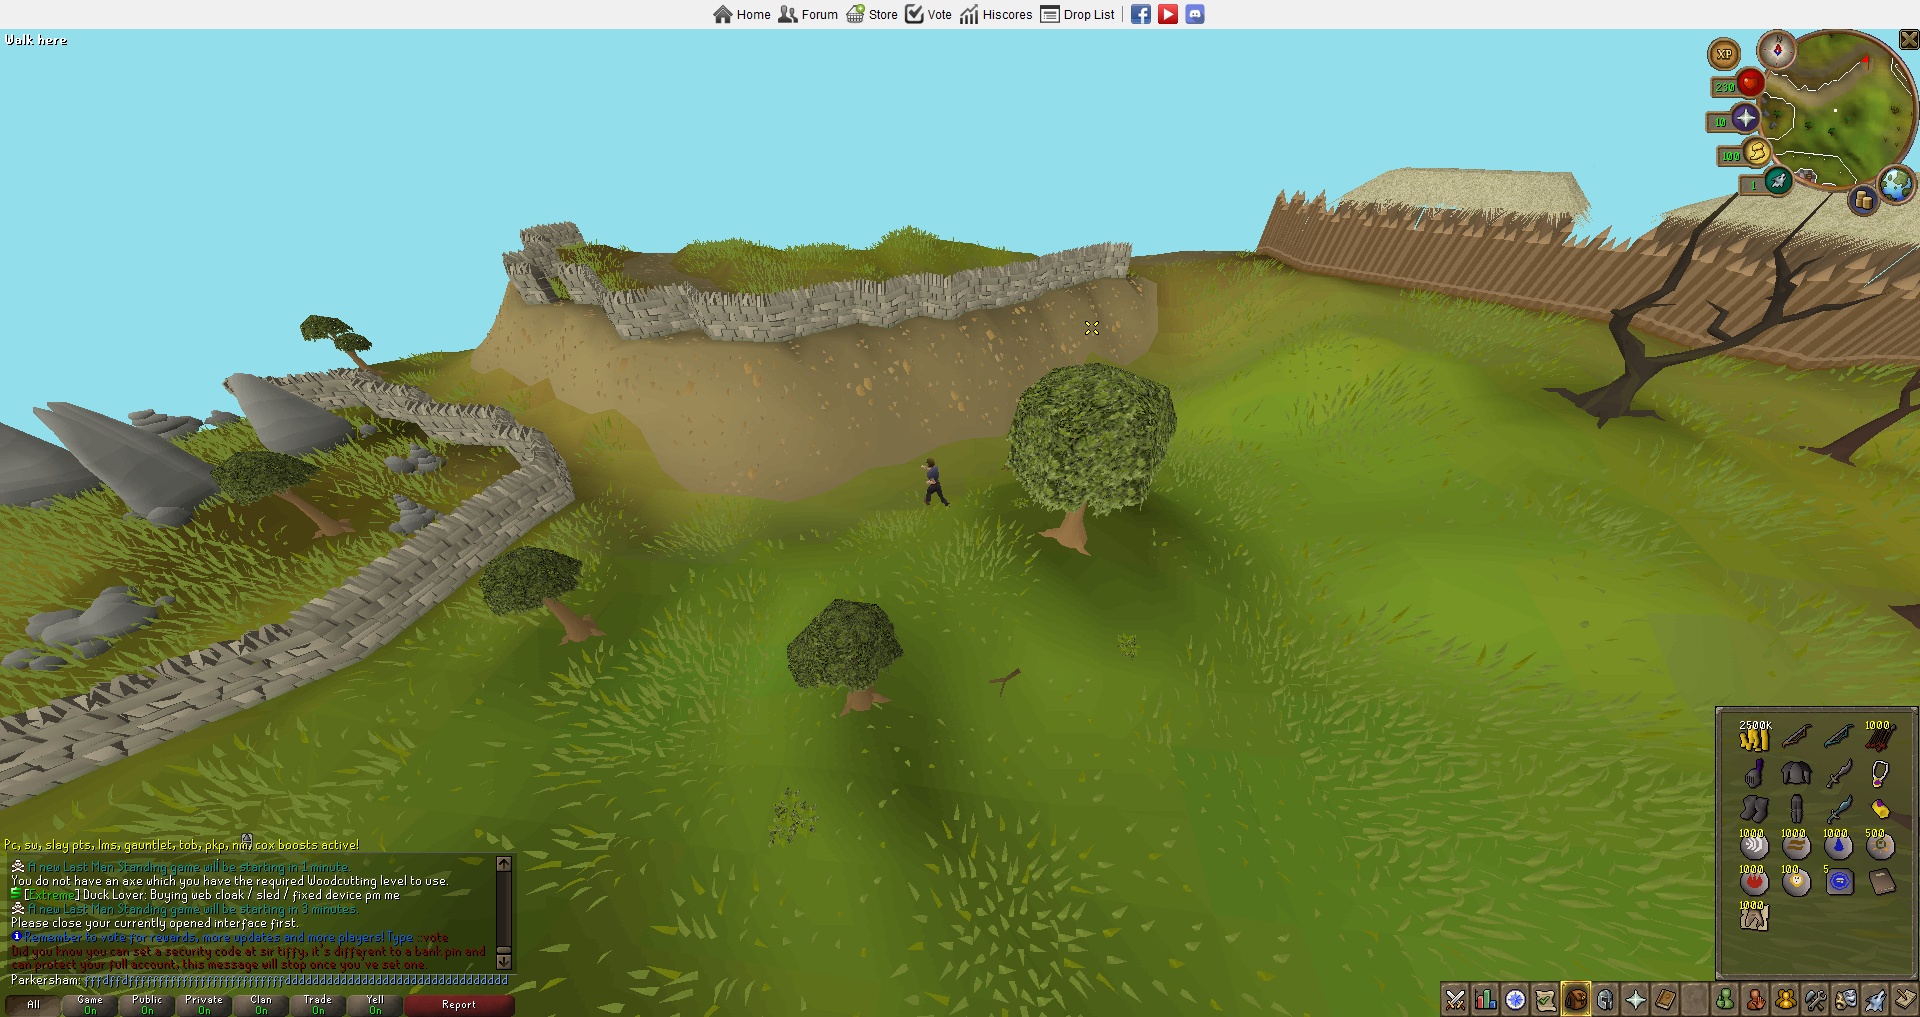 Home Forum Store Vote Hiscores Drop List
Walk here
XP
N
230
10
100
1
2500K 1000
1000 1000 1000 500
1000 100 5
1000
Pc, sw, slay pts, lms, gauntlet, tob, pkp, nm, cox boosts active!
A new Last Man Standing game will be starting in 1 minute
You do not have an axe which you have the required Woodcutting level to use.
[Extreme] Duck Lover: Buying web cloak / sled / fixed device pm me
A new Last Man Standing game will be starting in 3 minutes.
Please close your currently opened interface first.
Remember to vote for rewards, more updates and more players! Type ::vote
Did you know you can set a security code at sir tiffy, it's different to a bank pin and
can protect your full account, this message will stop once you've set one.
Parkersham:
All Game Public Private Clan Trade Yell Report
On On On On On On